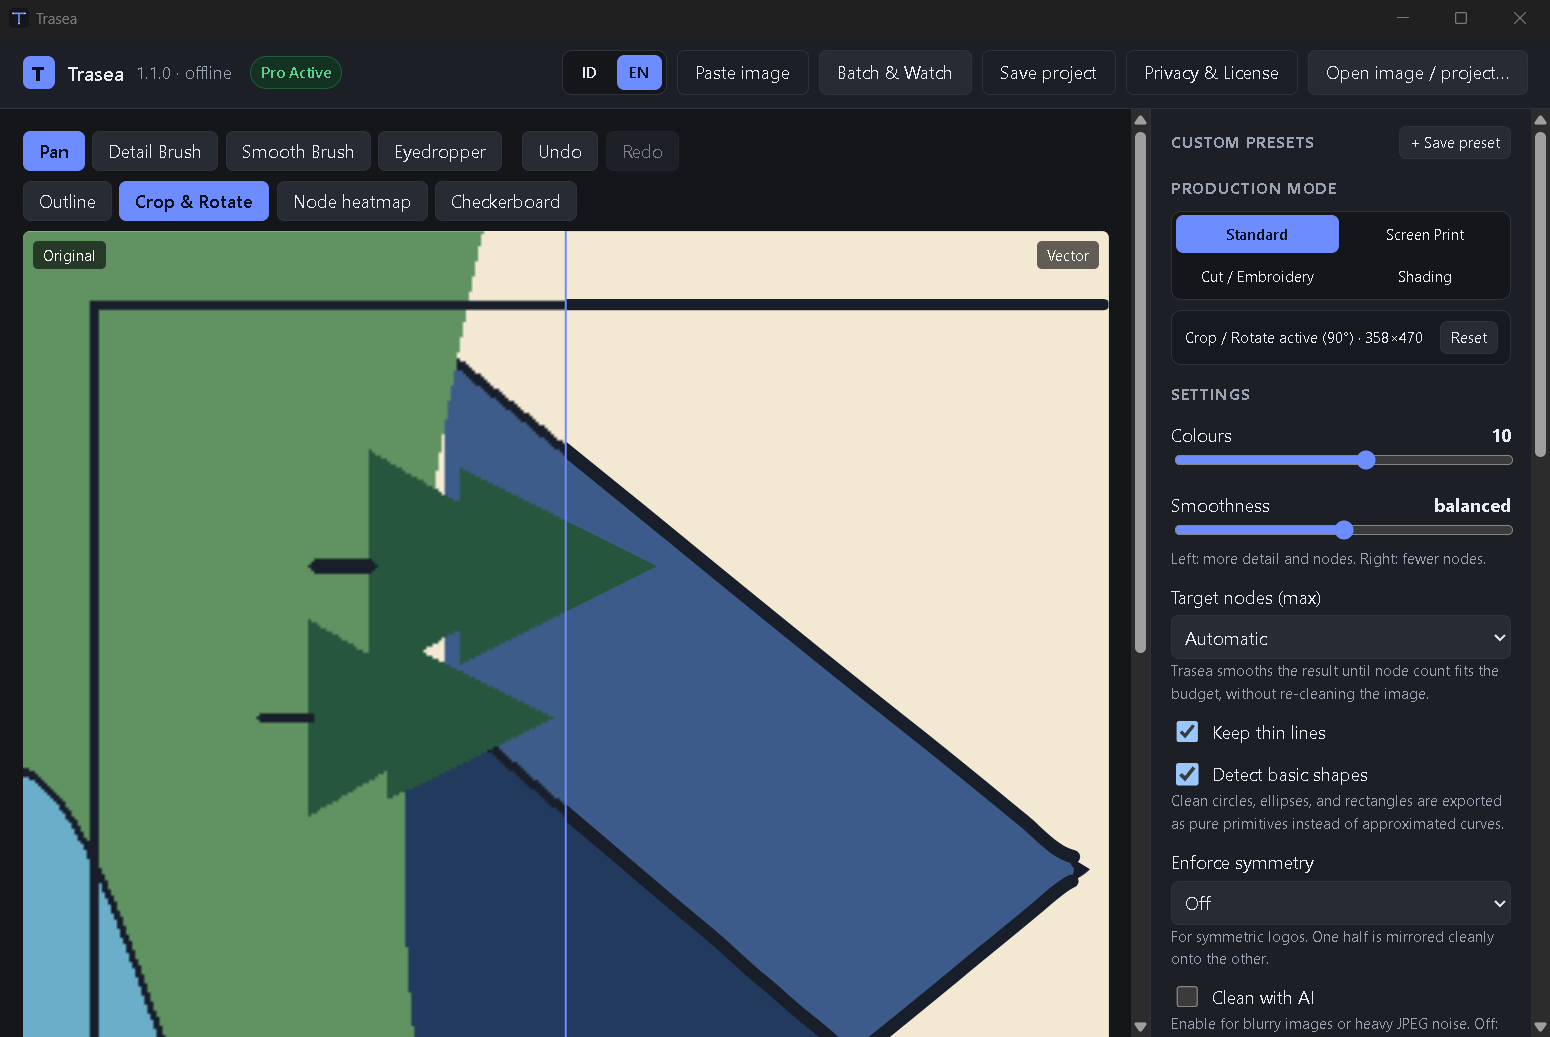 Trasea
T Trasea 1.1.0 · offline Pro Active ID EN Paste image Batch & Watch Save project Privacy & License Open image / project...
Pan Detail Brush Smooth Brush Eyedropper Undo Redo
Outline Crop & Rotate Node heatmap Checkerboard
Original Vector
CUSTOM PRESETS + Save preset
PRODUCTION MODE
Standard Screen Print
Cut / Embroidery Shading
Crop / Rotate active (90°) · 358×470 Reset
SETTINGS
Colours 10
Smoothness balanced
Left: more detail and nodes. Right: fewer nodes.
Target nodes (max)
Automatic
Trasea smooths the result until node count fits the
budget, without re-cleaning the image.
Keep thin lines
Detect basic shapes
Clean circles, ellipses, and rectangles are exported
as pure primitives instead of approximated curves.
Enforce symmetry
Off
For symmetric logos. One half is mirrored cleanly
onto the other.
Clean with AI
Enable for blurry images or heavy JPEG noise. Off: